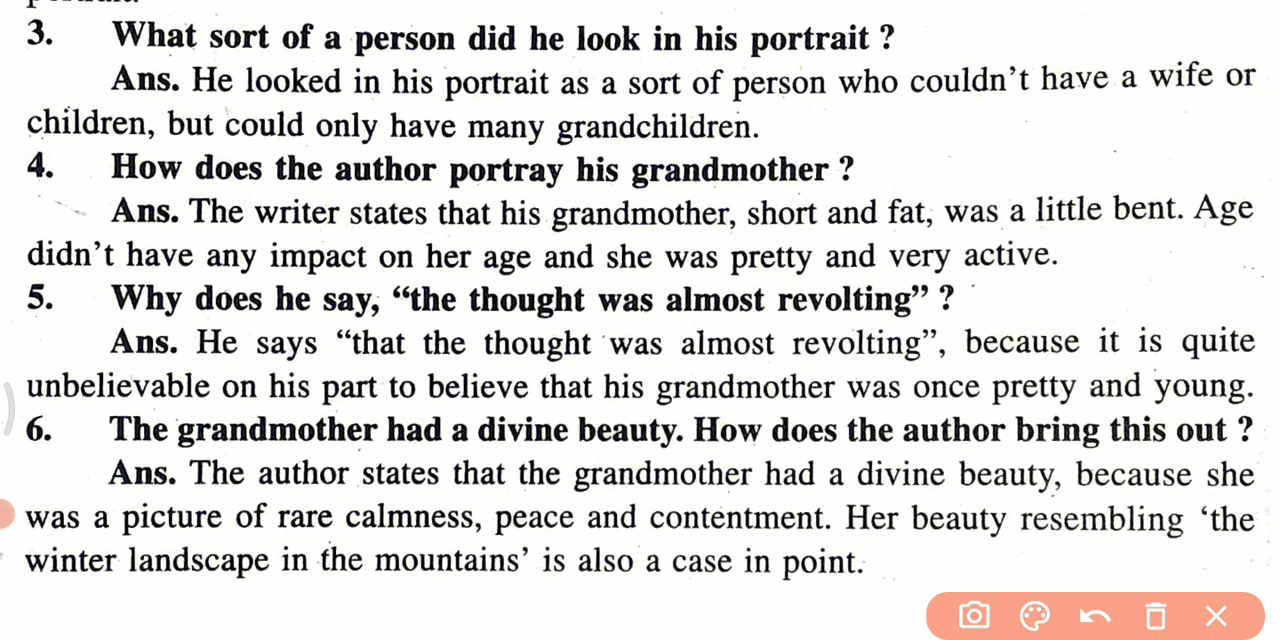 3. What sort of a person did he look in his portrait ?
Ans. He looked in his portrait as a sort of person who couldn't have a wife or
children, but could only have many grandchildren.
4. How does the author portray his grandmother ?
Ans. The writer states that his grandmother, short and fat, was a little bent. Age
didn't have any impact on her age and she was pretty and very active.
5. Why does he say, “the thought was almost revolting” ?
Ans. He says “that the thought was almost revolting”, because it is quite
unbelievable on his part to believe that his grandmother was once pretty and young.
6. The grandmother had a divine beauty. How does the author bring this out ?
Ans. The author states that the grandmother had a divine beauty, because she
was a picture of rare calmness, peace and contentment. Her beauty resembling ‘the
winter landscape in the mountains’ is also a case in point.